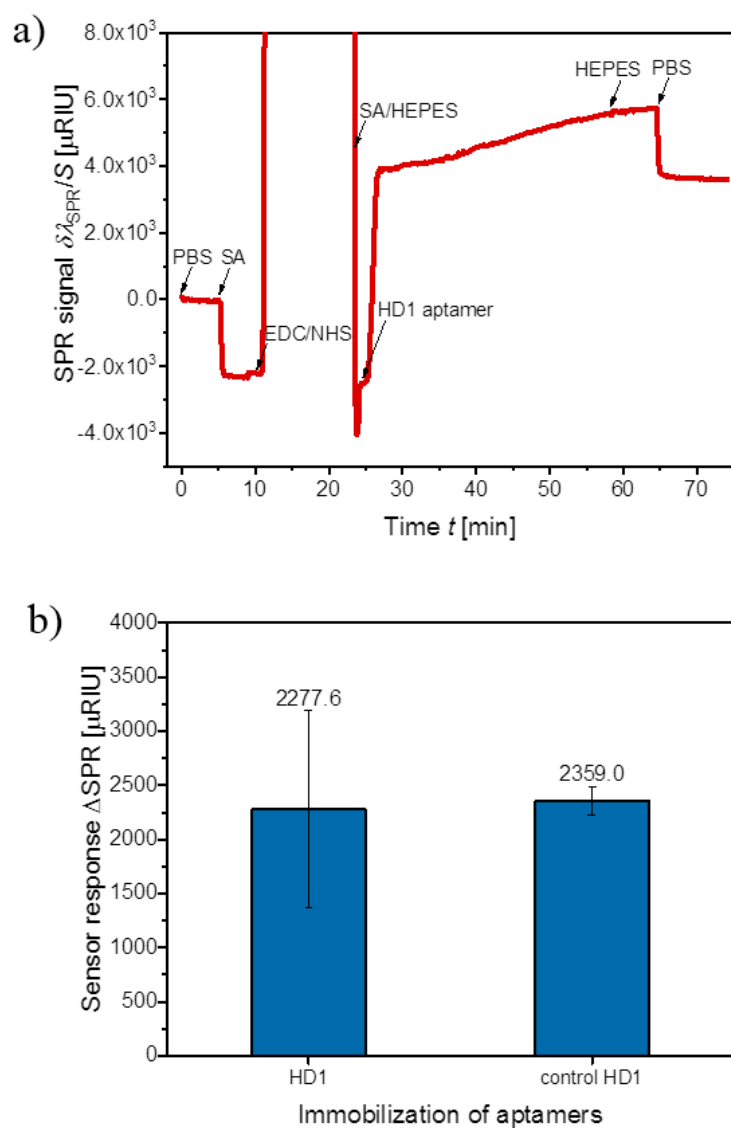 a)
8.0x10³
6.0x10³
4.0x10³
2.0x10³
0.0
-2.0x10³
-4.0x10³
SPR signal δλSPR/S [µRIU]
HEPES PBS
SA/HEPES
PBS SA
HD1 aptamer
EDC/NHS
0 10 20 30 40 50 60 70
Time t [min]
b)
4000
3500
3000
2500
2000
1500
1000
500
0
Sensor response ΔSPR [µRIU]
2277.6
2359.0
HD1 control HD1
Immobilization of aptamers